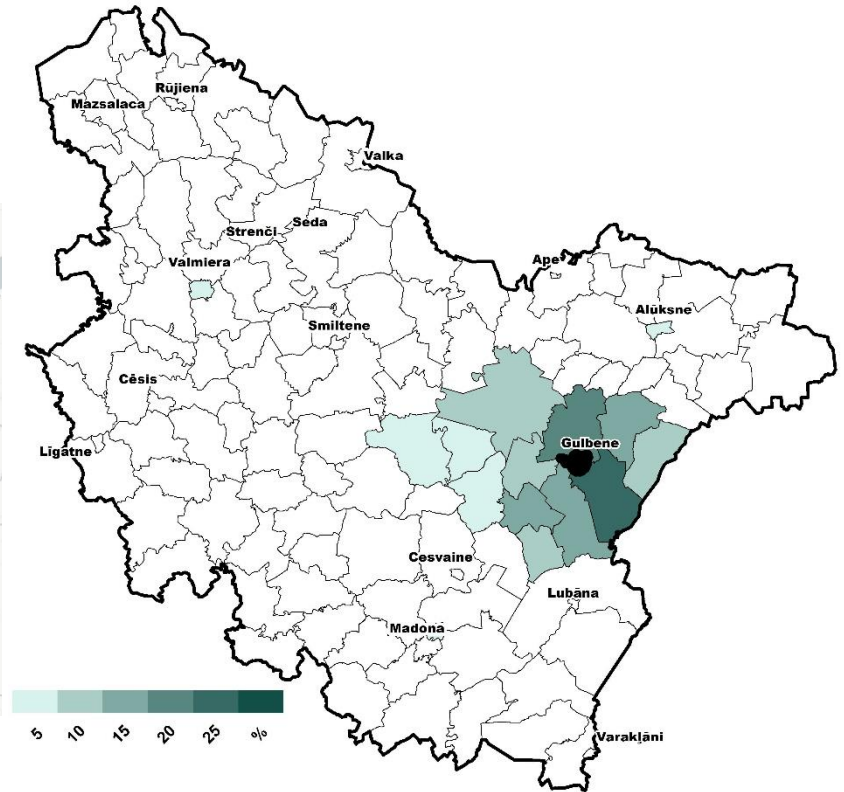 Rūjiena
Mazsalaca
Valka
Seda
Strenči
Valmiera
Ape
Alūksne
Smiltene
Cēsis
Gulbene
Līgatne
Cesvaine
Lubāna
Madona
Varakļāni
5 10 15 20 25 %